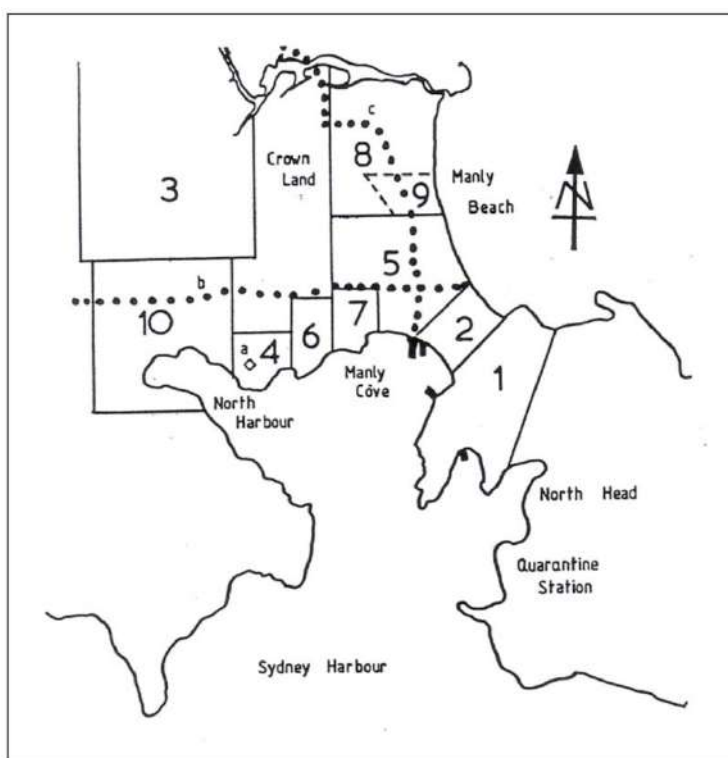 c
Crown
Land
8
3
9
Manly
Beach
N
5
b
10
7
2
6
a
4
1
Manly
Cove
North
Harbour
North Head
Quarantine
Station
Sydney Harbour